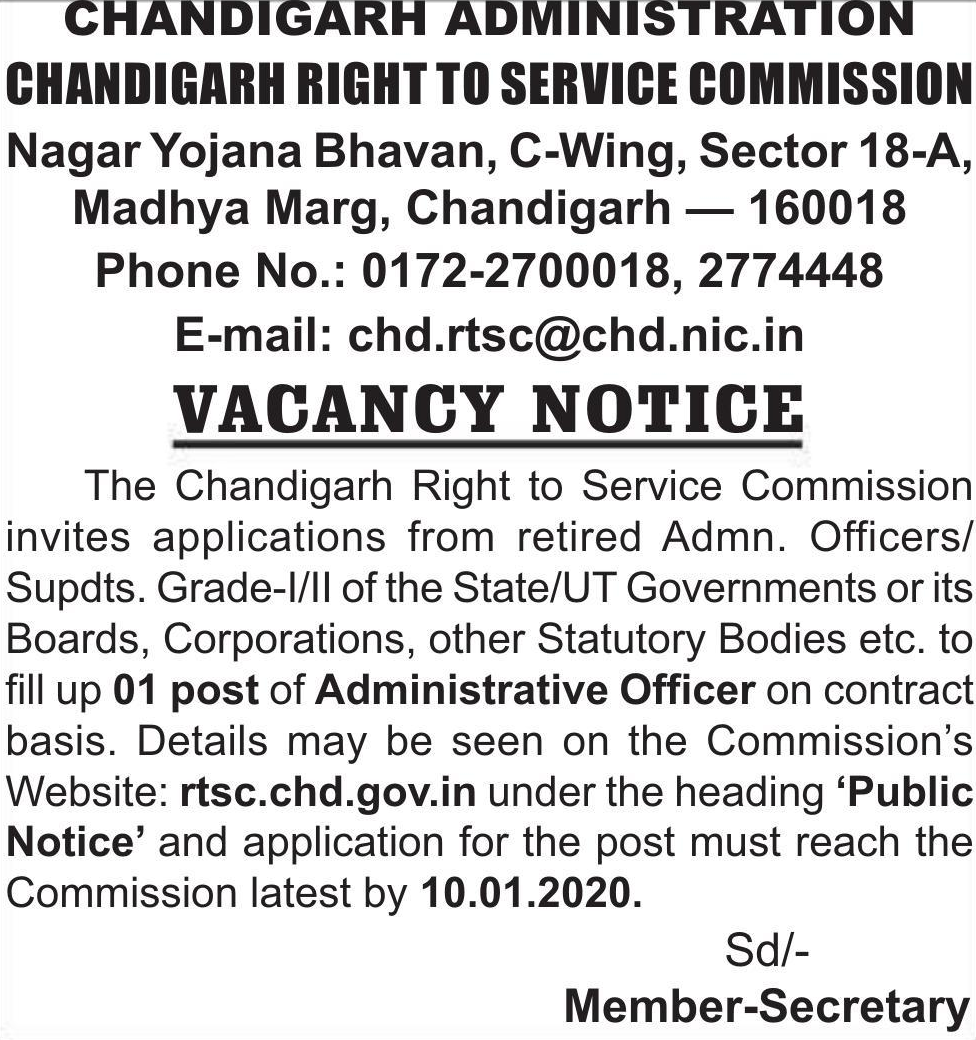 CHANDIGARH ADMINISTRATION
CHANDIGARH RIGHT TO SERVICE COMMISSION
Nagar Yojana Bhavan, C-Wing, Sector 18-A,
Madhya Marg, Chandigarh — 160018
Phone No.: 0172-2700018, 2774448
E-mail: chd.rtsc@chd.nic.in
VACANCY NOTICE
The Chandigarh Right to Service Commission
invites applications from retired Admn. Officers/
Supdts. Grade-I/II of the State/UT Governments or its
Boards, Corporations, other Statutory Bodies etc. to
fill up 01 post of Administrative Officer on contract
basis. Details may be seen on the Commission’s
Website: rtsc.chd.gov.in under the heading ‘Public
Notice’ and application for the post must reach the
Commission latest by 10.01.2020.
Sd/-
Member-Secretary